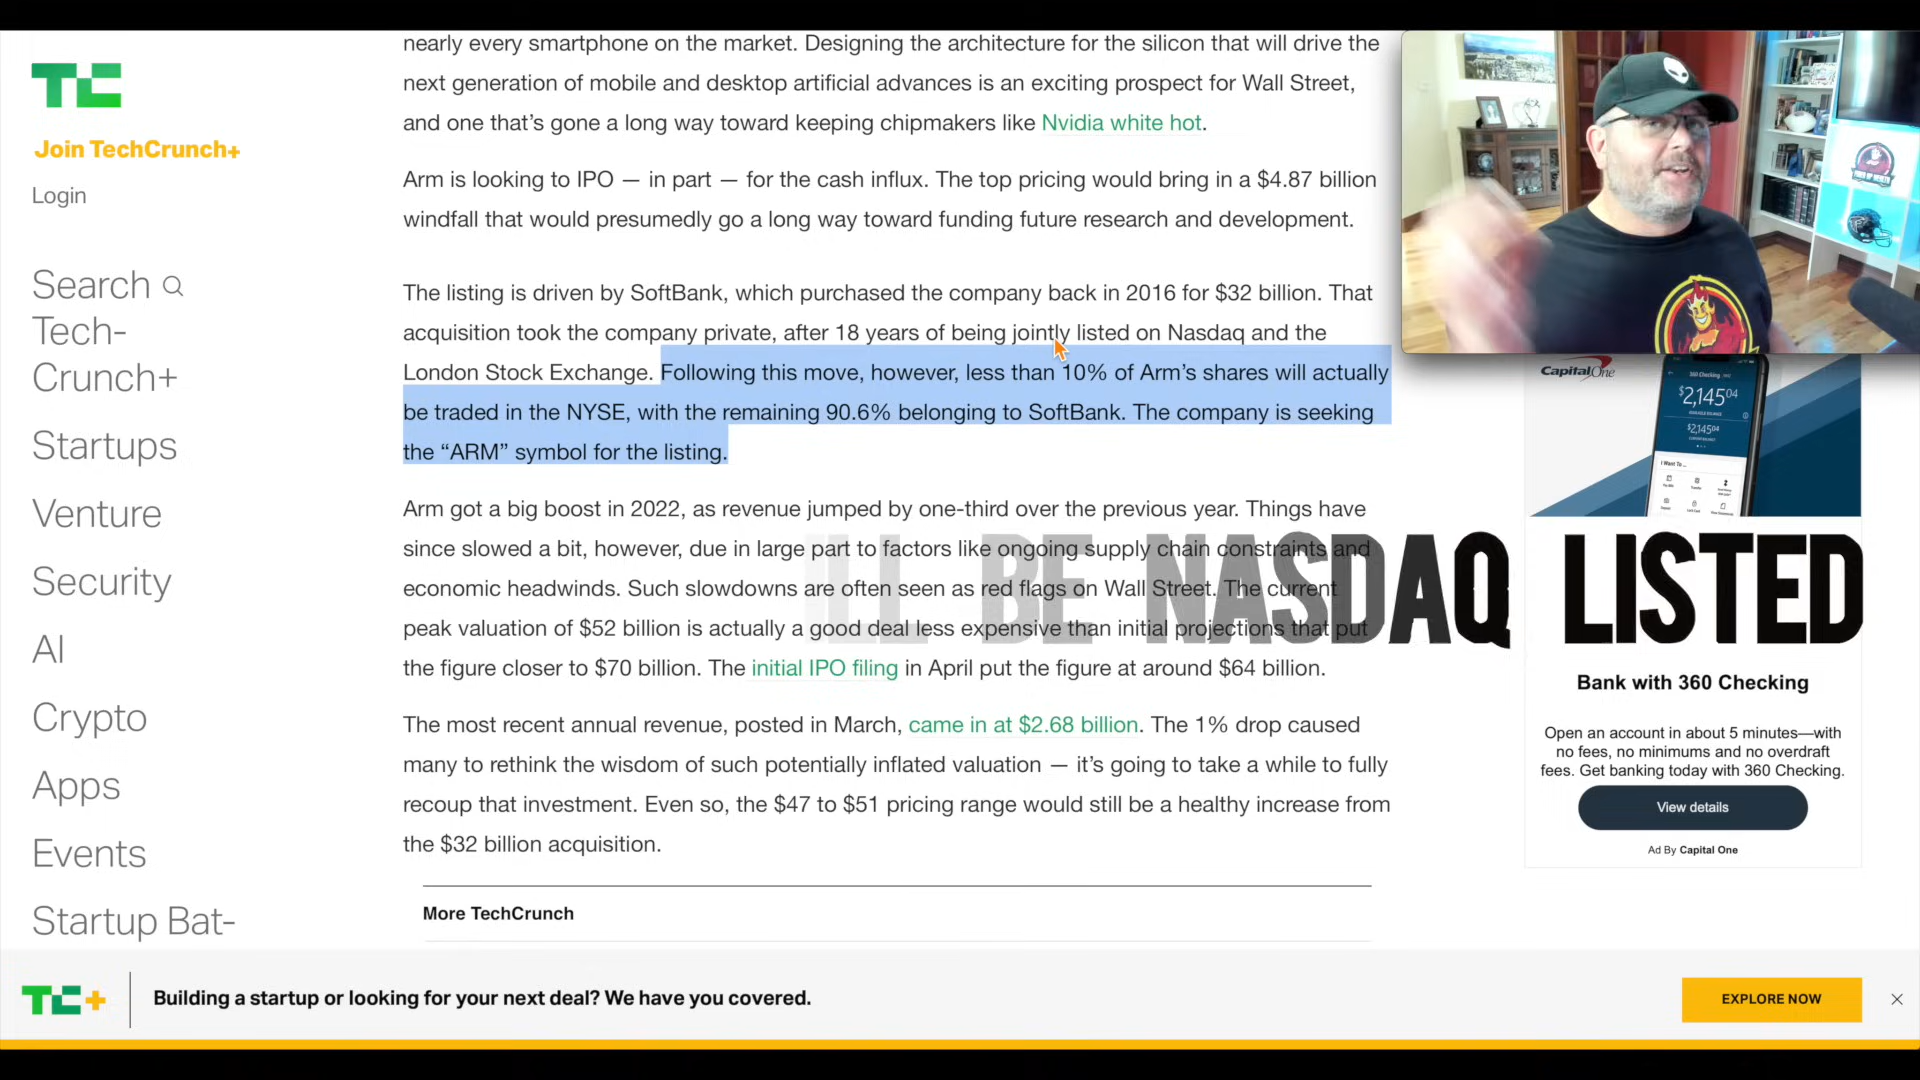 TC
Join TechCrunch+
Login
Search
Tech-
Crunch+
Startups
Venture
Security
AI
Crypto
Apps
Events
Startup Bat-
nearly every smartphone on the market. Designing the architecture for the silicon that will drive the
next generation of mobile and desktop artificial advances is an exciting prospect for Wall Street,
and one that’s gone a long way toward keeping chipmakers like Nvidia white hot.
Arm is looking to IPO — in part — for the cash influx. The top pricing would bring in a $4.87 billion
windfall that would presumedly go a long way toward funding future research and development.
The listing is driven by SoftBank, which purchased the company back in 2016 for $32 billion. That
acquisition took the company private, after 18 years of being jointly listed on Nasdaq and the
London Stock Exchange. Following this move, however, less than 10% of Arm’s shares will actually
be traded in the NYSE, with the remaining 90.6% belonging to SoftBank. The company is seeking
the “ARM” symbol for the listing.
Arm got a big boost in 2022, as revenue jumped by one-third over the previous year. Things have
since slowed a bit, however, due in large part to factors like ongoing supply chain constraints and
economic headwinds. Such slowdowns are often seen as red flags on Wall Street. The current
peak valuation of $52 billion is actually a good deal less expensive than initial projections that put
the figure closer to $70 billion. The initial IPO filing in April put the figure at around $64 billion.
ILL BE NASDAQ LISTED
The most recent annual revenue, posted in March, came in at $2.68 billion. The 1% drop caused
many to rethink the wisdom of such potentially inflated valuation — it’s going to take a while to fully
recoup that investment. Even so, the $47 to $51 pricing range would still be a healthy increase from
the $32 billion acquisition.
More TechCrunch
Capital One
360 Checking
$2,145 04
$2,145 04
I Want To ...
Bank with 360 Checking
Open an account in about 5 minutes—with
no fees, no minimums and no overdraft
fees. Get banking today with 360 Checking.
View details
Ad By Capital One
TC+
Building a startup or looking for your next deal? We have you covered.
EXPLORE NOW